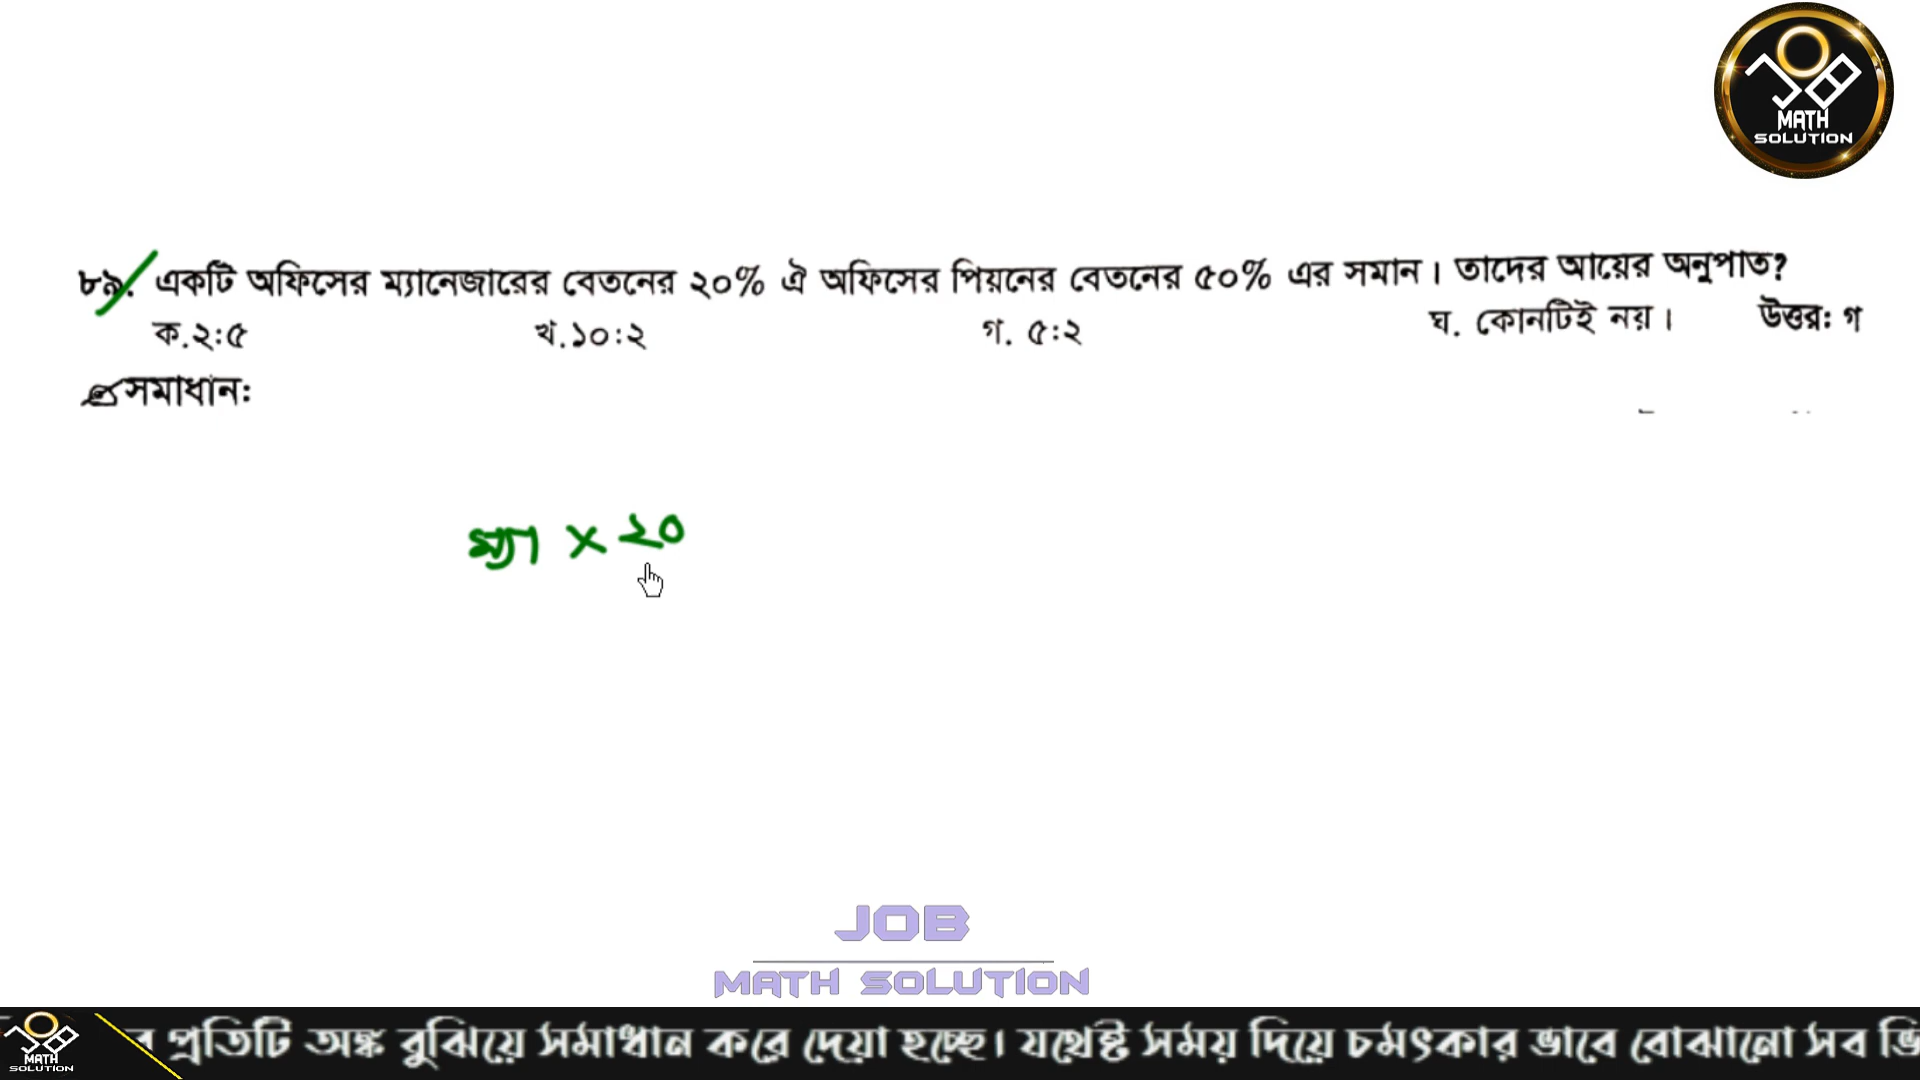 JOB
MATH
SOLUTION
৮৯. একটি অফিসের ম্যানেজারের বেতনের ২০% ঐ অফিসের পিয়নের বেতনের ৫০% এর সমান। তাদের আয়ের অনুপাত?
ক.২:৫ খ.১০:২ গ. ৫:২ ঘ. কোনটিই নয়। উত্তর: গ
সমাধান:
ম্যা × ২০
JOB
MATH SOLUTION
JOB
MATH
SOLUTION
প্রতিটি অঙ্ক বুঝিয়ে সমাধান করে দেয়া হচ্ছে। যথেষ্ট সময় দিয়ে চমৎকার ভাবে বোঝানো সব ভি